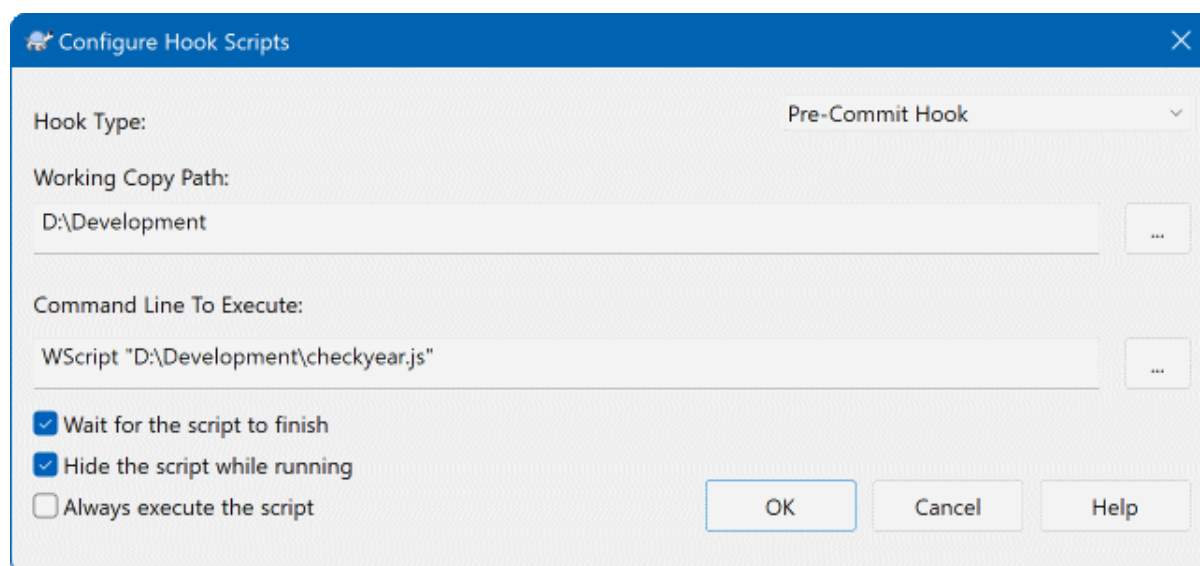 Configure Hook Scripts
Hook Type:
Pre-Commit Hook
Working Copy Path:
D:\Development
...
Command Line To Execute:
WScript "D:\Development\checkyear.js"
...
Wait for the script to finish
Hide the script while running
Always execute the script
OK
Cancel
Help